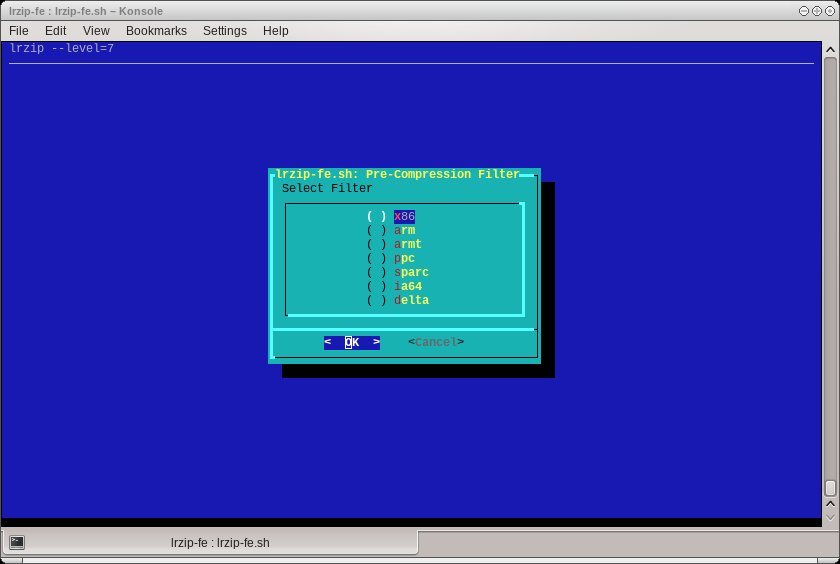 lrzip-fe : lrzip-fe.sh – Konsole
File Edit View Bookmarks Settings Help
lrzip --level=7
lrzip-fe.sh: Pre-Compression Filter
Select Filter
( ) x86
( ) arm
( ) armt
( ) ppc
( ) sparc
( ) ia64
( ) delta
< OK > <Cancel>
lrzip-fe : lrzip-fe.sh